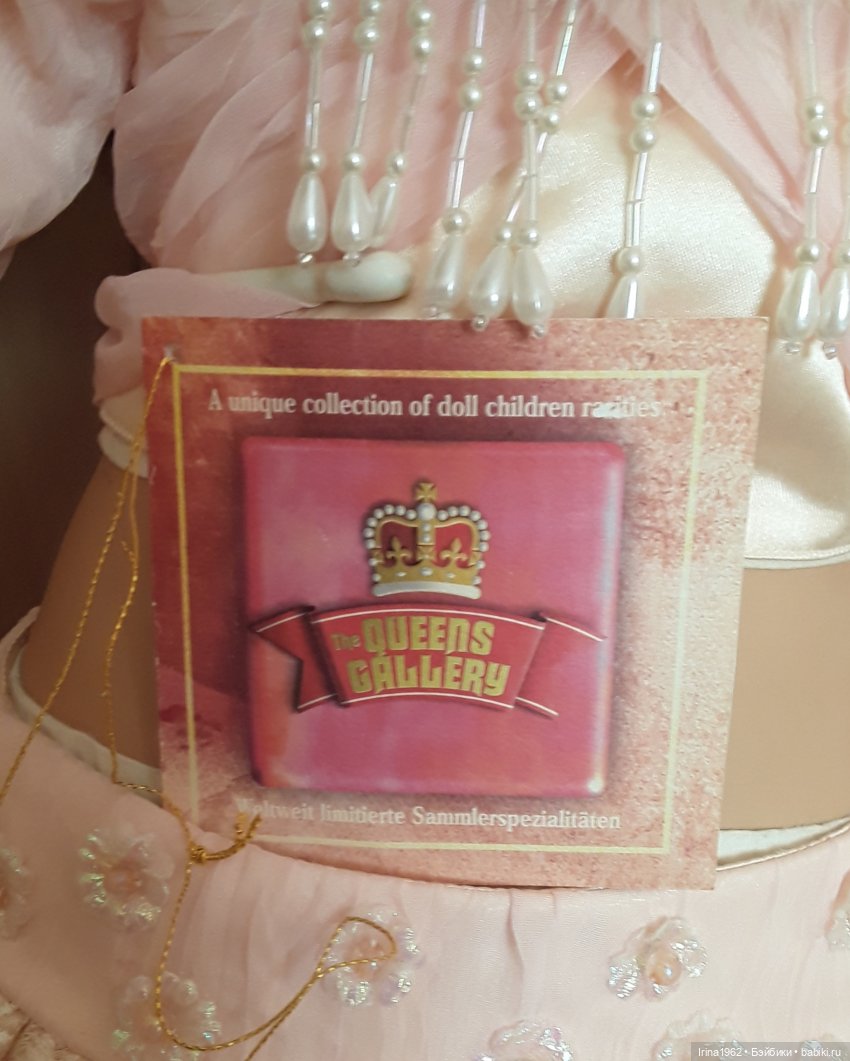 A unique collection of doll children rarities
The QUEENS
GALLERY
Weltweit limitierte Sammlerspezialitäten
Irina1962 • Бэйбики • babiki.ru